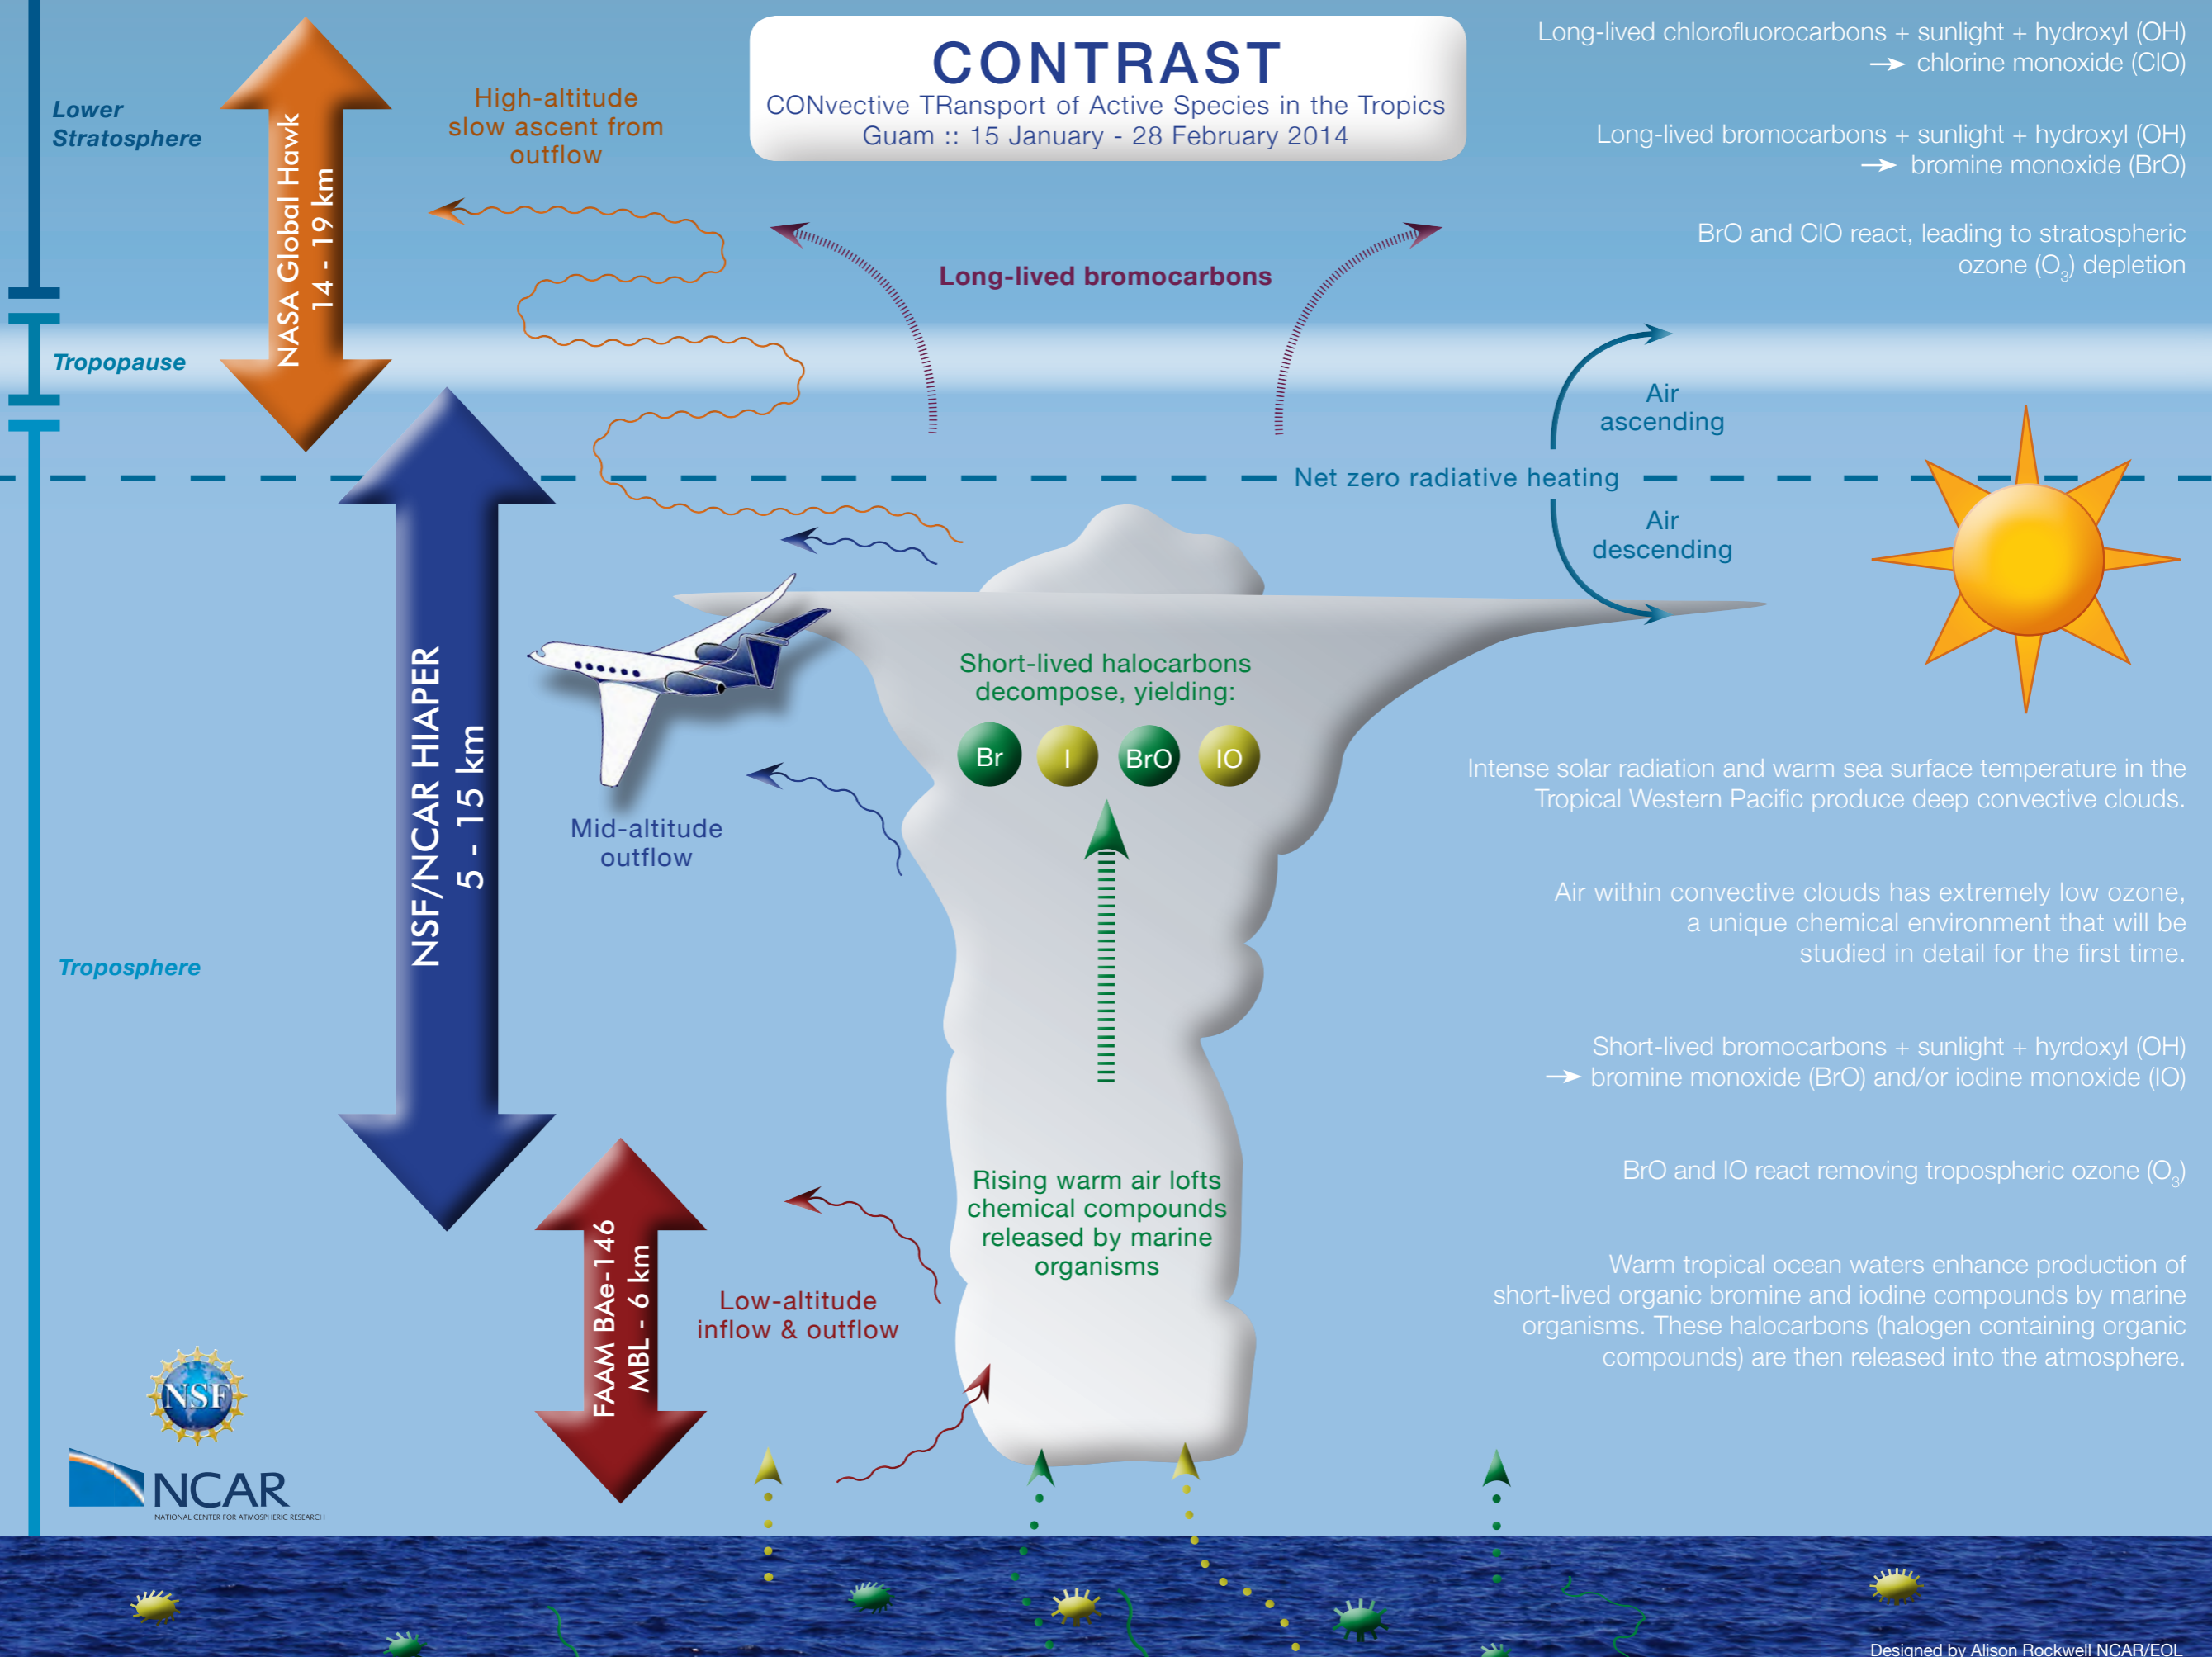 CONTRAST
CONvective TRansport of Active Species in the Tropics
Guam :: 15 January - 28 February 2014
Lower
Stratosphere
Tropopause
Troposphere
NASA Global Hawk
14 - 19 km
High-altitude
slow ascent from
outflow
Long-lived bromocarbons
Long-lived chlorofluorocarbons + sunlight + hydroxyl (OH)
→ chlorine monoxide (ClO)
Long-lived bromocarbons + sunlight + hydroxyl (OH)
→ bromine monoxide (BrO)
BrO and ClO react, leading to stratospheric
ozone (O3) depletion
Air
ascending
Net zero radiative heating
Air
descending
NSF/NCAR HIAPER
5 - 15 km
Mid-altitude
outflow
Short-lived halocarbons
decompose, yielding:
Br I BrO IO
Intense solar radiation and warm sea surface temperature in the
Tropical Western Pacific produce deep convective clouds.
Air within convective clouds has extremely low ozone,
a unique chemical environment that will be
studied in detail for the first time.
Short-lived bromocarbons + sunlight + hyrdoxyl (OH)
→ bromine monoxide (BrO) and/or iodine monoxide (IO)
BrO and IO react removing tropospheric ozone (O3)
Warm tropical ocean waters enhance production of
short-lived organic bromine and iodine compounds by marine
organisms. These halocarbons (halogen containing organic
compounds) are then released into the atmosphere.
Rising warm air lofts
chemical compounds
released by marine
organisms
FAAM BAe-146
MBL - 6 km
Low-altitude
inflow & outflow
NSF
NCAR
NATIONAL CENTER FOR ATMOSPHERIC RESEARCH
Designed by Alison Rockwell NCAR/EOL